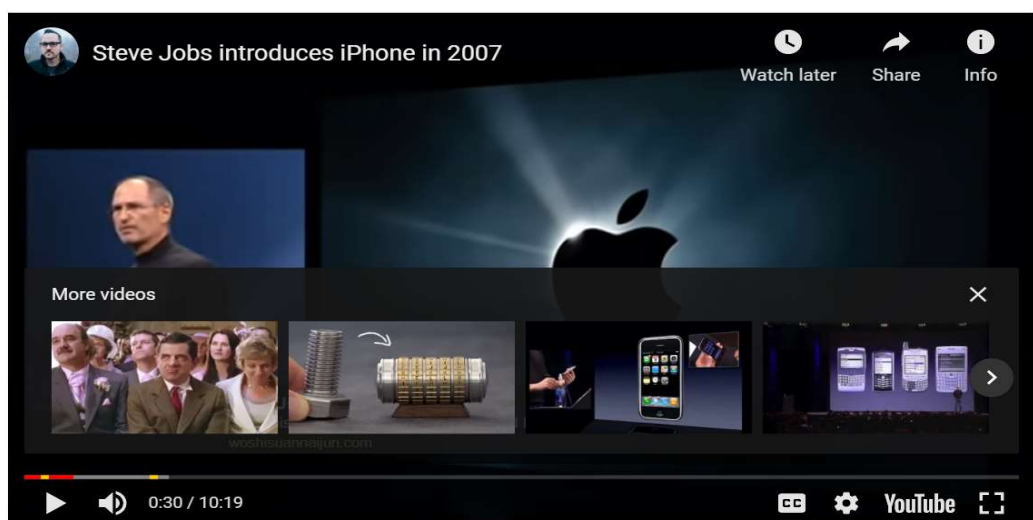 Steve Jobs introduces iPhone in 2007
Watch later Share Info
More videos
woshisuannaijun.com
0:30 / 10:19
CC YouTube